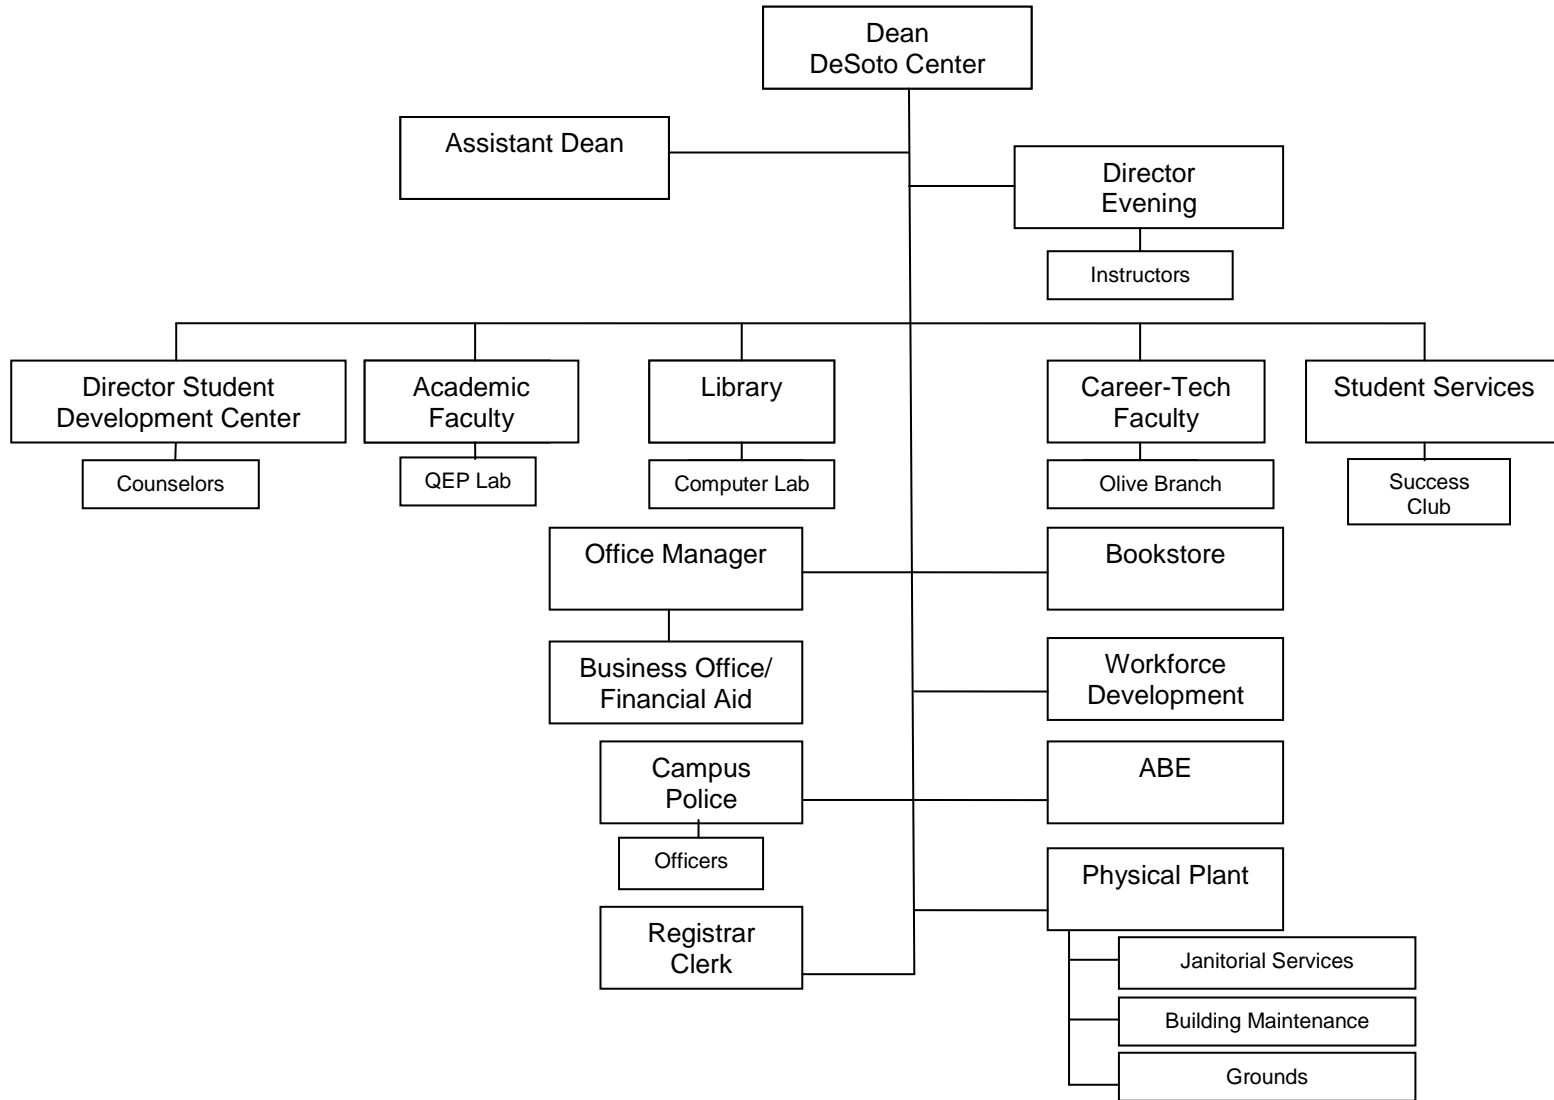 Dean
DeSoto Center
Assistant Dean
Director
Evening
Instructors
Director Student
Development Center
Academic
Faculty
Library
Career-Tech
Faculty
Student Services
Counselors
QEP Lab
Computer Lab
Olive Branch
Success
Club
Office Manager
Bookstore
Business Office/
Financial Aid
Workforce
Development
Campus
Police
ABE
Officers
Physical Plant
Registrar
Clerk
Janitorial Services
Building Maintenance
Grounds